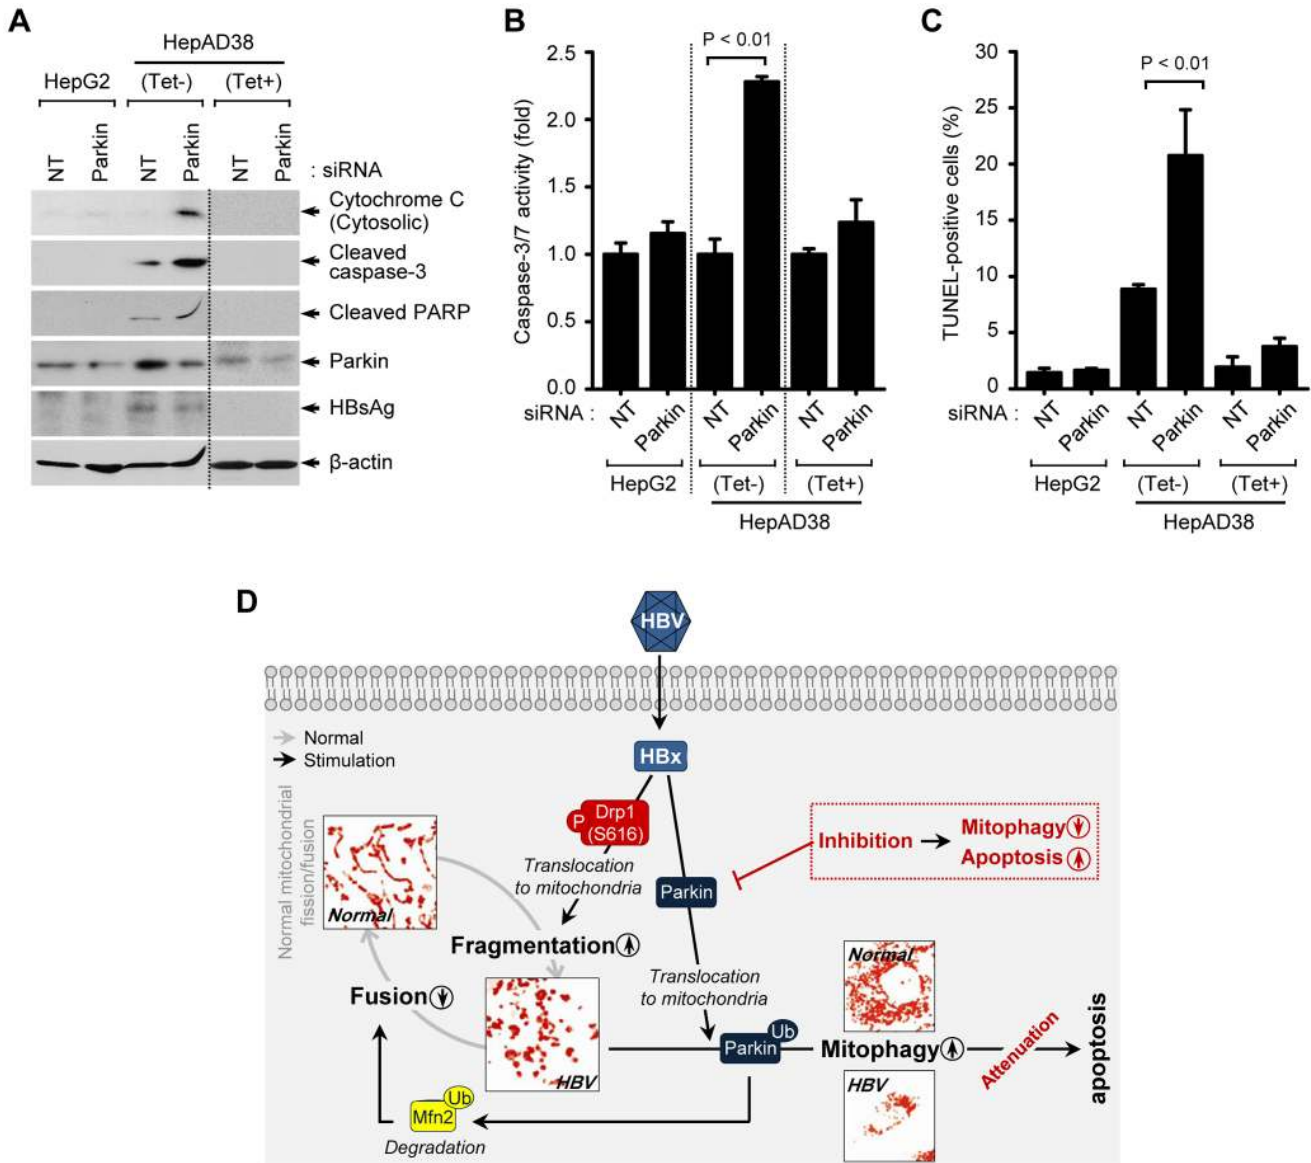 A
HepAD38
HepG2 (Tet-) (Tet+)
NT Parkin NT Parkin NT Parkin : siRNA
Cytochrome C
(Cytosolic)
Cleaved
caspase-3
Cleaved PARP
Parkin
HBsAg
β-actin
B
P < 0.01
Caspase-3/7 activity (fold)
2.5
2.0
1.5
1.0
0.5
0.0
siRNA : NT Parkin NT Parkin NT Parkin
HepG2 (Tet-) (Tet+)
HepAD38
C
P < 0.01
TUNEL-positive cells (%)
30
25
20
15
10
5
0
siRNA : NT Parkin NT Parkin NT Parkin
HepG2 (Tet-) (Tet+)
HepAD38
D
HBV
Normal
Stimulation
HBx
Normal mitochondrial
fission/fusion
P Drp1
(S616)
Translocation
to mitochondria
Inhibition Mitophagy
Apoptosis
Parkin
Normal
Fragmentation
Normal
Translocation
to mitochondria
Fusion
Ub
Parkin
Mitophagy
Attenuation
apoptosis
HBV
HBV
Ub
Mfn2
Degradation